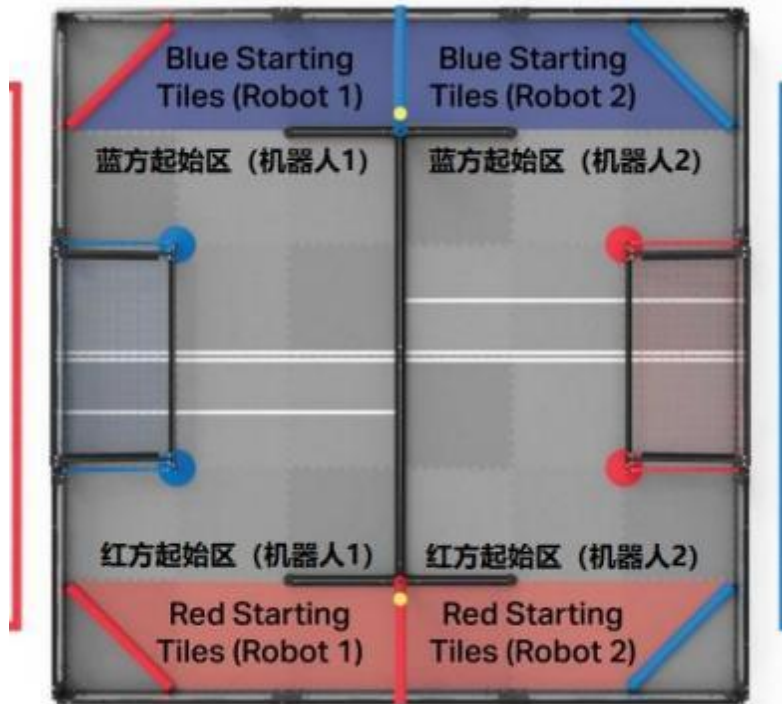 Blue Starting
Tiles (Robot 1)
Blue Starting
Tiles (Robot 2)
蓝方起始区（机器人1）
蓝方起始区（机器人2）
红方起始区（机器人1）
红方起始区（机器人2）
Red Starting
Tiles (Robot 1)
Red Starting
Tiles (Robot 2)